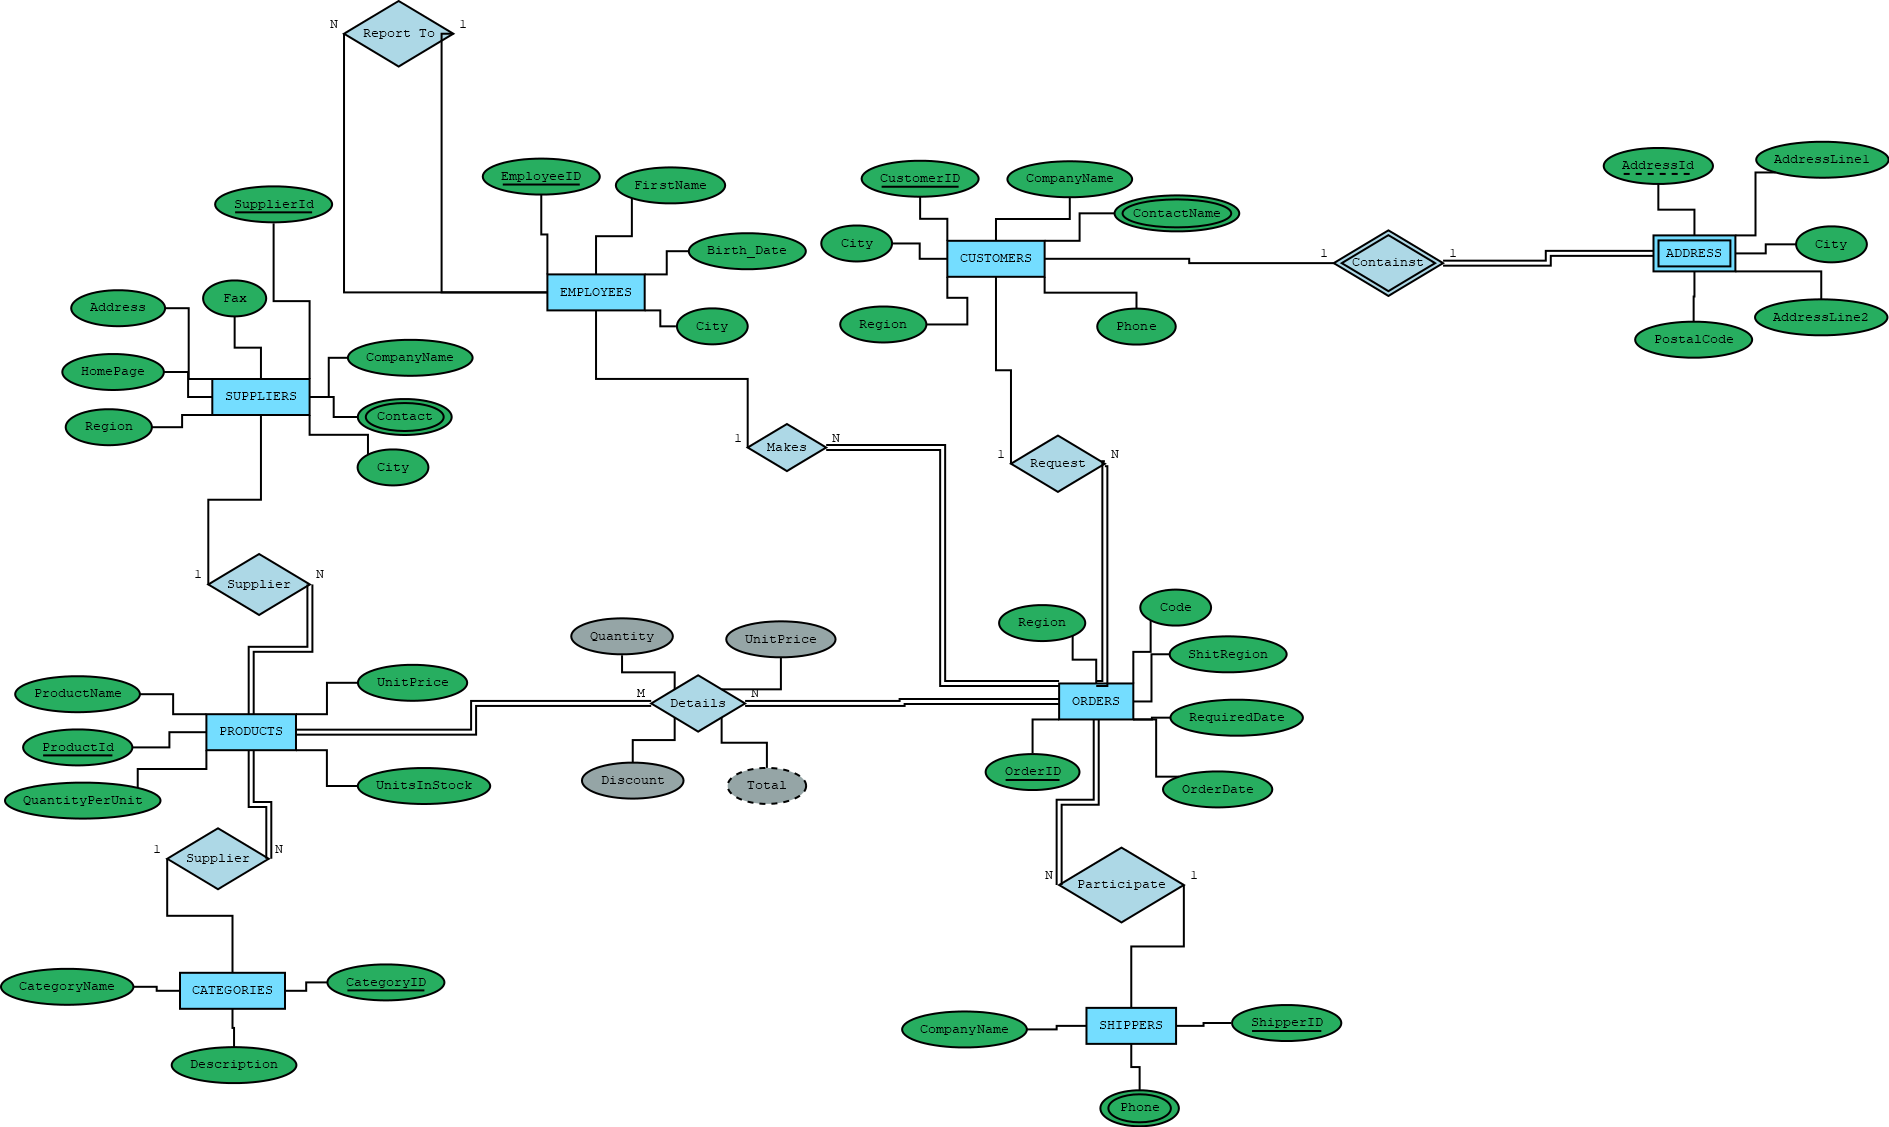 N
1
Report To
EmployeeID
FirstName
Birth_Date
City
EMPLOYEES
CustomerID
CompanyName
ContactName
City
CUSTOMERS
Region
Phone
1
Containst
1
AddressId
AddressLine1
City
ADDRESS
AddressLine2
PostalCode
SupplierId
Fax
Address
HomePage
Region
SUPPLIERS
CompanyName
Contact
City
1
Makes
N
1
Request
N
1
Supplier
N
Quantity
UnitPrice
M
Details
N
Discount
Total
Region
Code
ShitRegion
ORDERS
RequiredDate
OrderID
OrderDate
ProductName
UnitPrice
PRODUCTS
ProductId
QuantityPerUnit
UnitsInStock
1
Supplier
N
N
Participate
1
CategoryName
CATEGORIES
CategoryID
Description
CompanyName
SHIPPERS
ShipperID
Phone